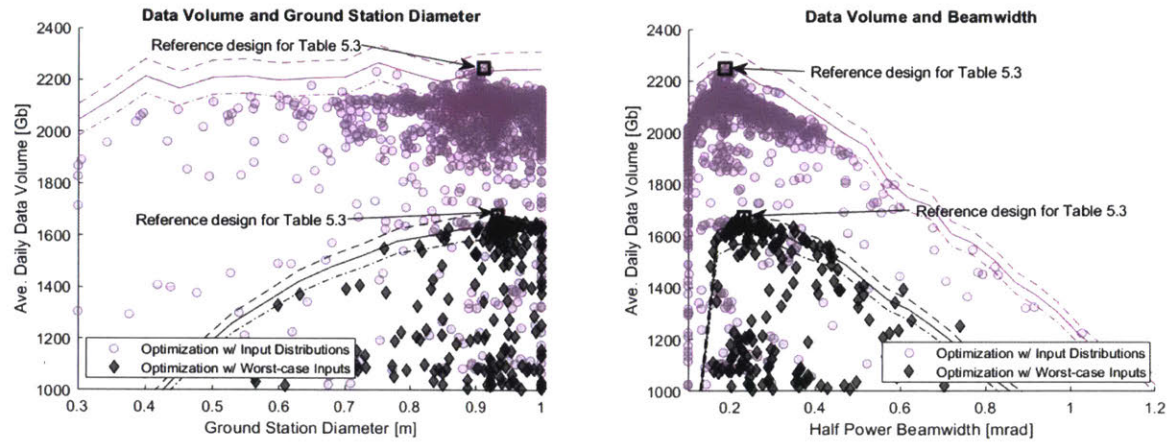 Data Volume and Ground Station Diameter
2400
2200
2000
1800
1600
1400
1200
1000
Ave. Daily Data Volume [Gb]
Reference design for Table 5.3
Reference design for Table 5.3
Optimization w/ Input Distributions
Optimization w/ Worst-case Inputs
0.3 0.4 0.5 0.6 0.7 0.8 0.9 1
Ground Station Diameter [m]
Data Volume and Beamwidth
2400
2200
2000
1800
1600
1400
1200
1000
Ave. Daily Data Volume [Gb]
Reference design for Table 5.3
Reference design for Table 5.3
Optimization w/ Input Distributions
Optimization w/ Worst-case Inputs
0.2 0.4 0.6 0.8 1 1.2
Half Power Beamwidth [mrad]